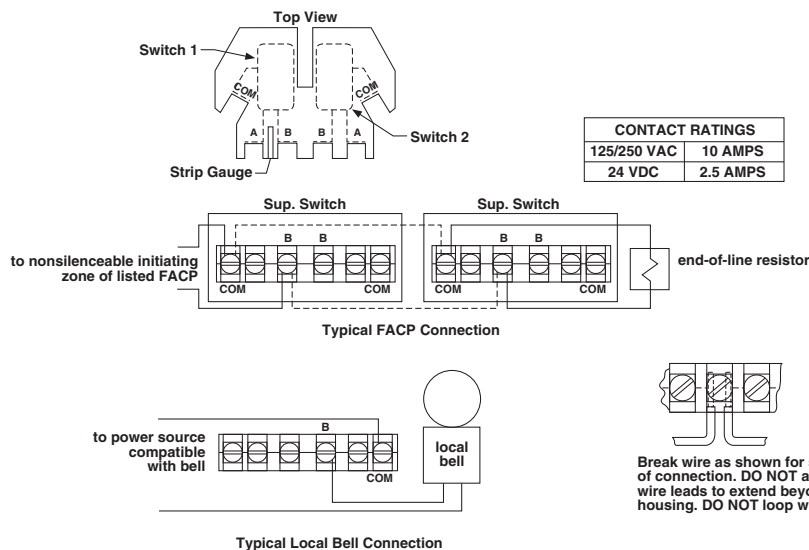 Top View
Switch 1
COM
COM
A B B A
Switch 2
Strip Gauge
CONTACT RATINGS
125/250 VAC 10 AMPS
24 VDC 2.5 AMPS
Sup. Switch
Sup. Switch
B B
B B
to nonsilenceable initiating
zone of listed FACP
end-of-line resistor
COM COM
COM COM
Typical FACP Connection
B
to power source
compatible
with bell
local
bell
COM
Break wire as shown for
of connection. DO NOT
wire leads to extend
housing. DO NOT loop
Typical Local Bell Connection